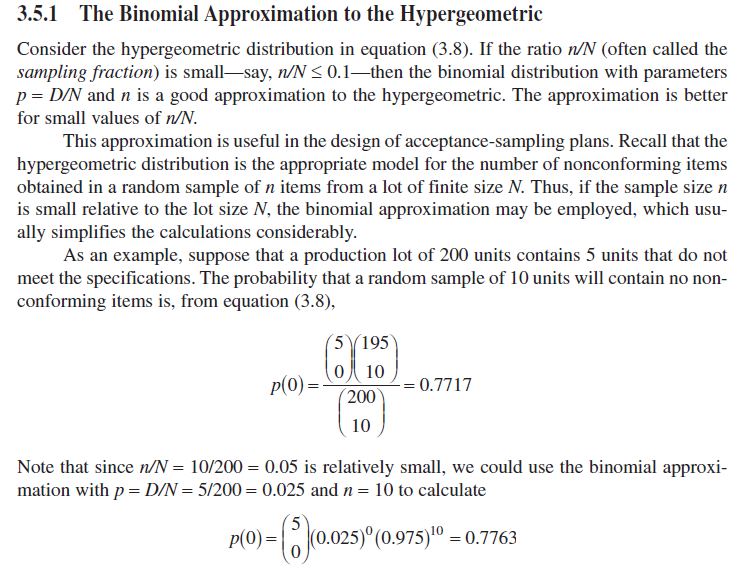 3.5.1 The Binomial Approximation to the Hypergeometric
Consider the hypergeometric distribution in equation (3.8). If the ratio n/N (often called the
sampling fraction) is small—say, n/N ≤ 0.1—then the binomial distribution with parameters
p = D/N and n is a good approximation to the hypergeometric. The approximation is better
for small values of n/N.
This approximation is useful in the design of acceptance-sampling plans. Recall that the
hypergeometric distribution is the appropriate model for the number of nonconforming items
obtained in a random sample of n items from a lot of finite size N. Thus, if the sample size n
is small relative to the lot size N, the binomial approximation may be employed, which usu-
ally simplifies the calculations considerably.
As an example, suppose that a production lot of 200 units contains 5 units that do not
meet the specifications. The probability that a random sample of 10 units will contain no non-
conforming items is, from equation (3.8),
p(0) = (5 0)(195 10) / (200 10) = 0.7717
Note that since n/N = 10/200 = 0.05 is relatively small, we could use the binomial approxi-
mation with p = D/N = 5/200 = 0.025 and n = 10 to calculate
p(0) = (5 0)(0.025)⁰(0.975)¹⁰ = 0.7763